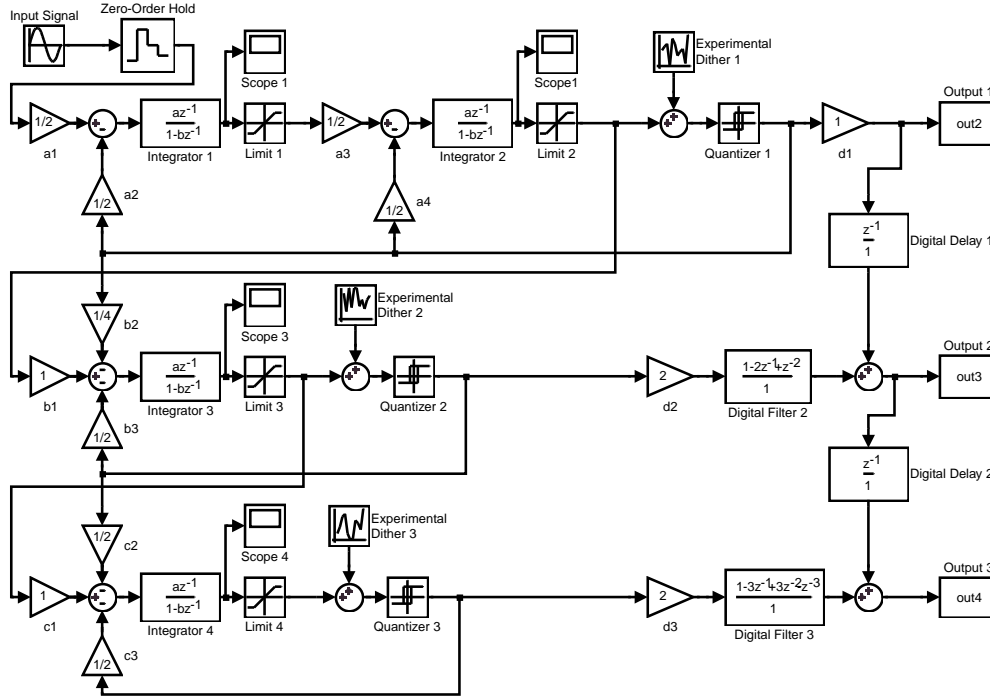 Input Signal
Zero-Order Hold
Scope 1
Scope1
Experimental
Dither 1
Output 1
1/2
az-1
1-bz-1
1/2
az-1
1-bz-1
1
out2
a1
Integrator 1
Limit 1
a3
Integrator 2
Limit 2
Quantizer 1
d1
1/2
a2
1/2
a4
z-1
1
Digital Delay 1
1/4
b2
Scope 3
Experimental
Dither 2
Output 2
1
az-1
1-bz-1
2
1-2z-1+z-2
1
out3
b1
Integrator 3
Limit 3
Quantizer 2
d2
Digital Filter 2
1/2
b3
z-1
1
Digital Delay 2
1/2
c2
Scope 4
Experimental
Dither 3
Output 3
1
az-1
1-bz-1
2
1-3z-1+3z-2-z-3
1
out4
c1
Integrator 4
Limit 4
Quantizer 3
d3
Digital Filter 3
1/2
c3